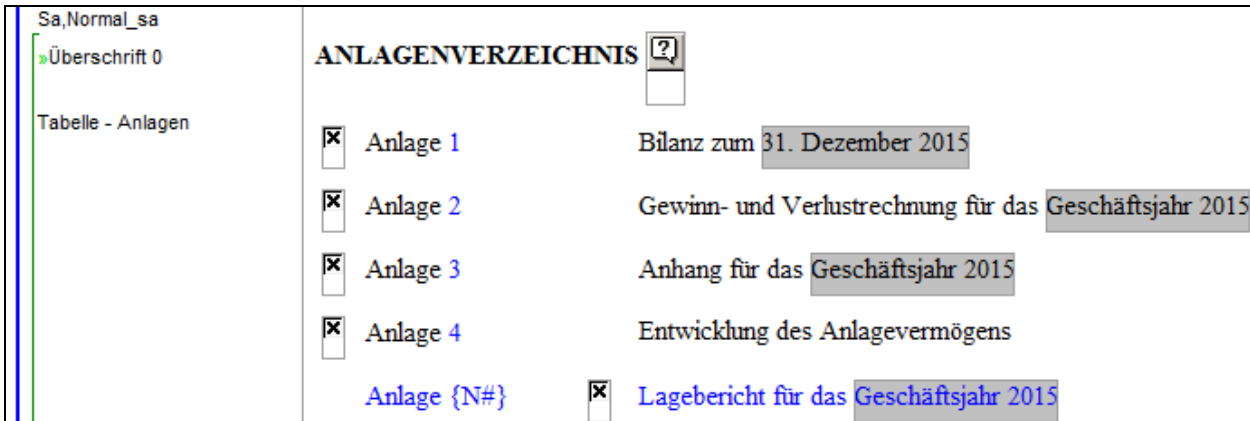 Sa,Normal_sa
»Überschrift 0
ANLAGENVERZEICHNIS ?
Tabelle - Anlagen
Anlage 1 Bilanz zum 31. Dezember 2015
Anlage 2 Gewinn- und Verlustrechnung für das Geschäftsjahr 2015
Anlage 3 Anhang für das Geschäftsjahr 2015
Anlage 4 Entwicklung des Anlagevermögens
Anlage {N#} Lagebericht für das Geschäftsjahr 2015